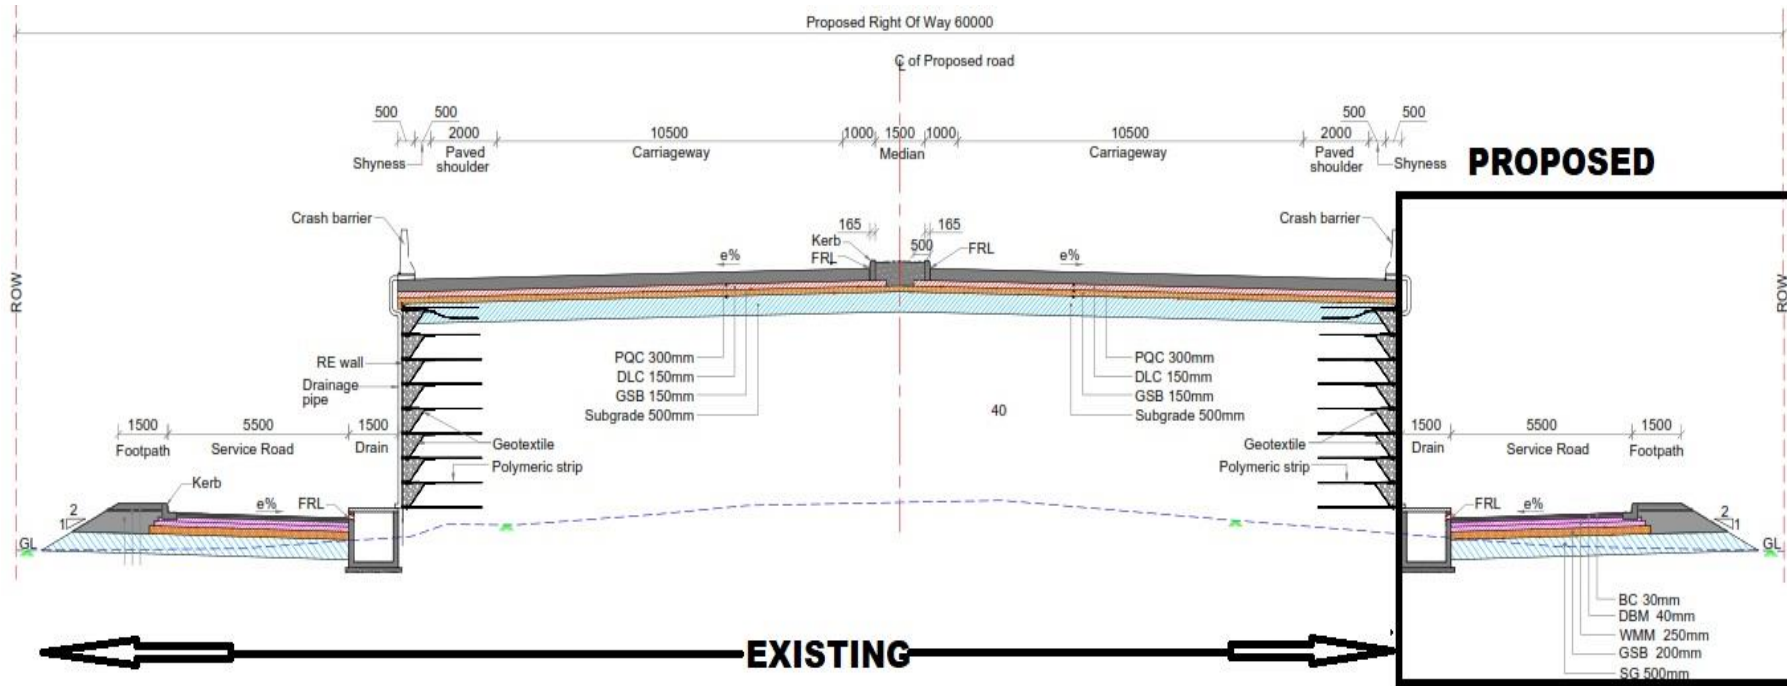 Proposed Right Of Way 60000
℄ of Proposed road
500 500 2000 10500 1000 1500 1000 10500 2000 500 500
Shyness Paved shoulder Carriageway Median Carriageway Paved shoulder Shyness
PROPOSED
Crash barrier 165 165 Crash barrier
Kerb 500 FRL
FRL
e% e%
ROW ROW
RE wall
Drainage pipe
PQC 300mm PQC 300mm
DLC 150mm DLC 150mm
GSB 150mm GSB 150mm
Subgrade 500mm 40 Subgrade 500mm
1500 5500 1500 1500 5500 1500
Footpath Service Road Drain Drain Service Road Footpath
Geotextile Geotextile
Polymeric strip Polymeric strip
Kerb
e% FRL FRL e%
2 2
1 1
GL GL
BC 30mm
DBM 40mm
WMM 250mm
GSB 200mm
SG 500mm
EXISTING